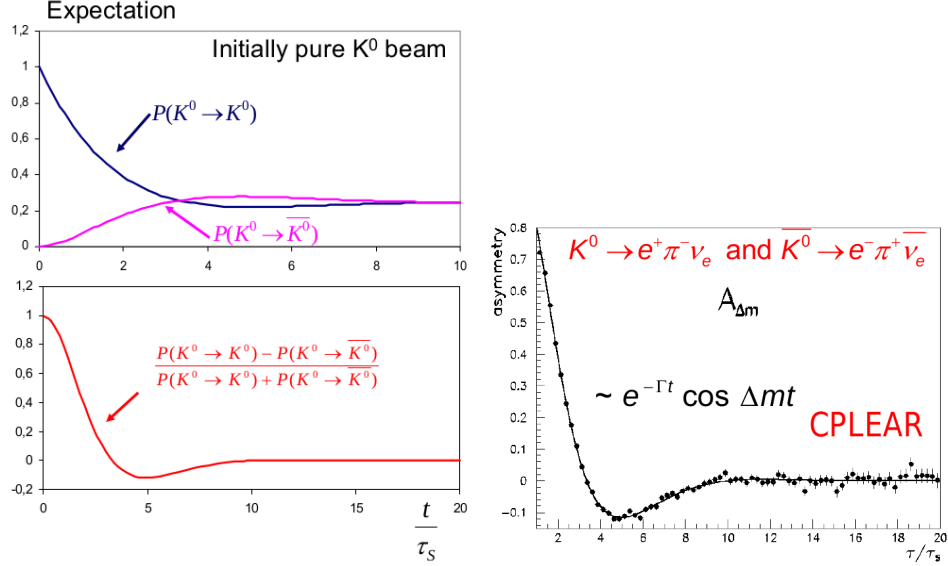 Expectation
Initially pure K⁰ beam
1,2
1
0,8
0,6
0,4
0,2
0
P(K⁰ → K⁰)
P(K⁰ → K̅⁰)
0 2 4 6 8 10
1,2
1
0,8
0,6
0,4
0,2
0
-0,2
P(K⁰ → K⁰) − P(K⁰ → K̅⁰)
P(K⁰ → K⁰) + P(K⁰ → K̅⁰)
0 5 10 15 20
t
τ_S
asymmetry
0.8
0.7
0.6
0.5
0.4
0.3
0.2
0.1
0
-0.1
K⁰ → e⁺π⁻ν_e and K̅⁰ → e⁻π⁺ν̅_e
A_Δm
~ e^−Γt cos Δmt
CPLEAR
2 4 6 8 10 12 14 16 18 20
τ/τ_s